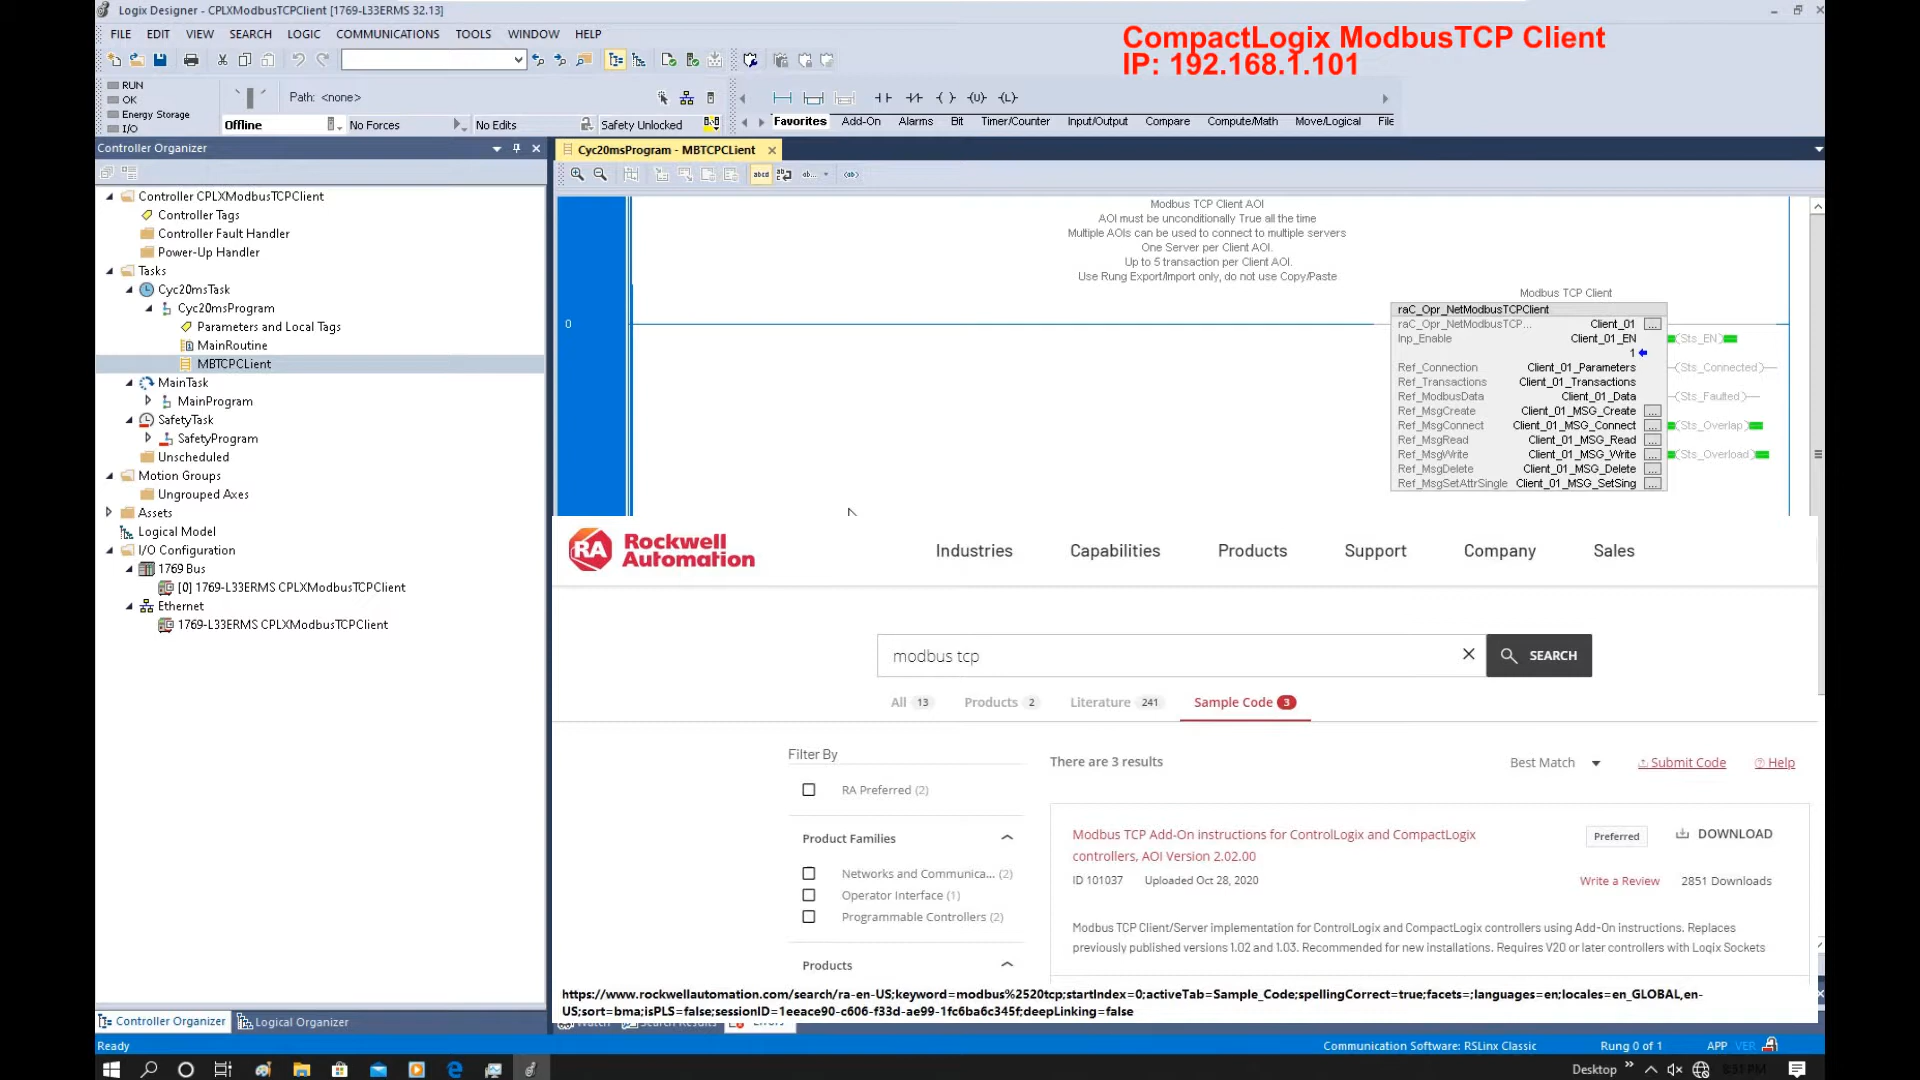 Logix Designer - CPLXModbusTCPClient [1769-L33ERMS 32.13]
FILE EDIT VIEW SEARCH LOGIC COMMUNICATIONS TOOLS WINDOW HELP
CompactLogix ModbusTCP Client
IP: 192.168.1.101
RUN
OK
Energy Storage
I/O
Path: <none>
Offline
No Forces
No Edits
Safety Unlocked
Favorites Add-On Alarms Bit Timer/Counter Input/Output Compare Compute/Math Move/Logical File
Controller Organizer
Controller CPLXModbusTCPClient
Controller Tags
Controller Fault Handler
Power-Up Handler
Tasks
Cyc20msTask
Cyc20msProgram
Parameters and Local Tags
MainRoutine
MBTCPCLient
MainTask
MainProgram
SafetyTask
SafetyProgram
Unscheduled
Motion Groups
Ungrouped Axes
Assets
Logical Model
I/O Configuration
1769 Bus
[0] 1769-L33ERMS CPLXModbusTCPClient
Ethernet
1769-L33ERMS CPLXModbusTCPClient
Controller Organizer
Logical Organizer
Cyc20msProgram - MBTCPCLient
Modbus TCP Client AOI
AOI must be unconditionally True all the time
Multiple AOIs can be used to connect to multiple servers
One Server per Client AOI.
Up to 5 transaction per Client AOI.
Use Rung Export/Import only, do not use Copy/Paste
0
Modbus TCP Client
raC_Opr_NetModbusTCPClient
raC_Opr_NetModbusTCP... Client_01 ...
Inp_Enable Client_01_EN (Sts_EN)
1
Ref_Connection Client_01_Parameters (Sts_Connected)
Ref_Transactions Client_01_Transactions
Ref_ModbusData Client_01_Data (Sts_Faulted)
Ref_MsgCreate Client_01_MSG_Create ...
Ref_MsgConnect Client_01_MSG_Connect ... (Sts_Overlap)
Ref_MsgRead Client_01_MSG_Read ...
Ref_MsgWrite Client_01_MSG_Write ... (Sts_Overload)
Ref_MsgDelete Client_01_MSG_Delete ...
Ref_MsgSetAttrSingle Client_01_MSG_SetSing ...
RA Rockwell
Automation
Industries Capabilities Products Support Company Sales
modbus tcp
SEARCH
All 13 Products 2 Literature 241 Sample Code 3
Filter By
RA Preferred (2)
Product Families
Networks and Communica... (2)
Operator Interface (1)
Programmable Controllers (2)
Products
There are 3 results
Best Match
Submit Code
Help
Modbus TCP Add-On instructions for ControlLogix and CompactLogix
controllers, AOI Version 2.02.00
Preferred
DOWNLOAD
ID 101037 Uploaded Oct 28, 2020
Write a Review 2851 Downloads
Modbus TCP Client/Server implementation for ControlLogix and CompactLogix controllers using Add-On instructions. Replaces
previously published versions 1.02 and 1.03. Recommended for new installations. Requires V20 or later controllers with Logix Sockets
https://www.rockwellautomation.com/search/ra-en-US;keyword=modbus%2520tcp;startIndex=0;activeTab=Sample_Code;spellingCorrect=true;facets=;languages=en;locales=en_GLOBAL,en-
US;sort=bma;isPLS=false;sessionID=1eeace90-c606-f33d-ae99-1fc6ba6c345f;deepLinking=false
Ready
Communication Software: RSLinx Classic
Rung 0 of 1
APP VER
Desktop